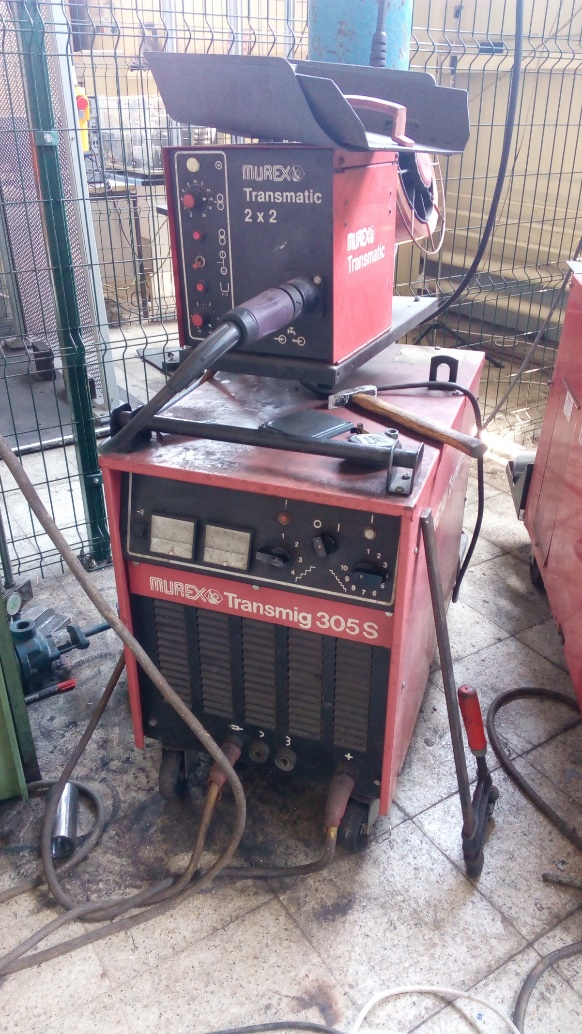 MUREX
Transmatic
2 x 2
MUREX
Transmatic
MUREX Transmig 305 S